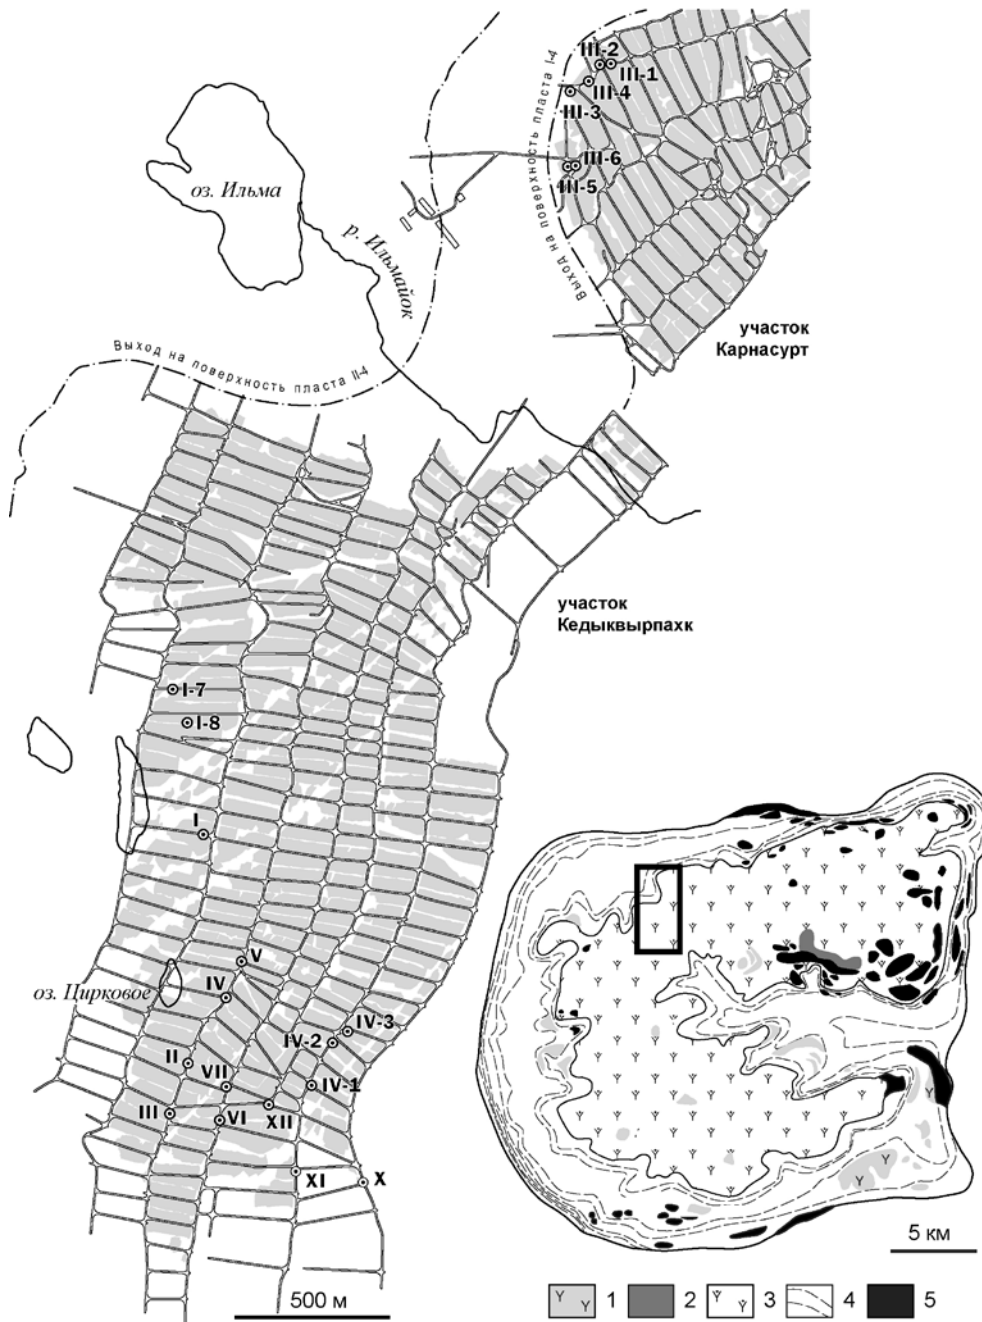 III-2
III-1
III-4
III-3
Выход на поверхность пласта I-4
III-6
III-5
оз. Ильма
р. Ильмайок
участок
Карнасурт
Выход на поверхность пласта II-4
участок
Кедыквырпахк
I-7
I-8
I
V
IV
оз. Цирковое
IV-3
IV-2
II
VII
IV-1
III
VI
XII
XI
X
500 м
5 км
1
2
3
4
5